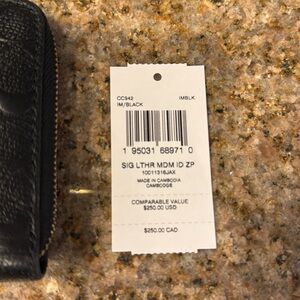 CC942 IMBLK
IM/BLACK
1 95031 68971 0
SIG LTHR MDM ID ZP
10011316JAX
MADE IN CAMBODIA
CAMBODGE
COMPARABLE VALUE
$250.00 USD
$250.00 CAD